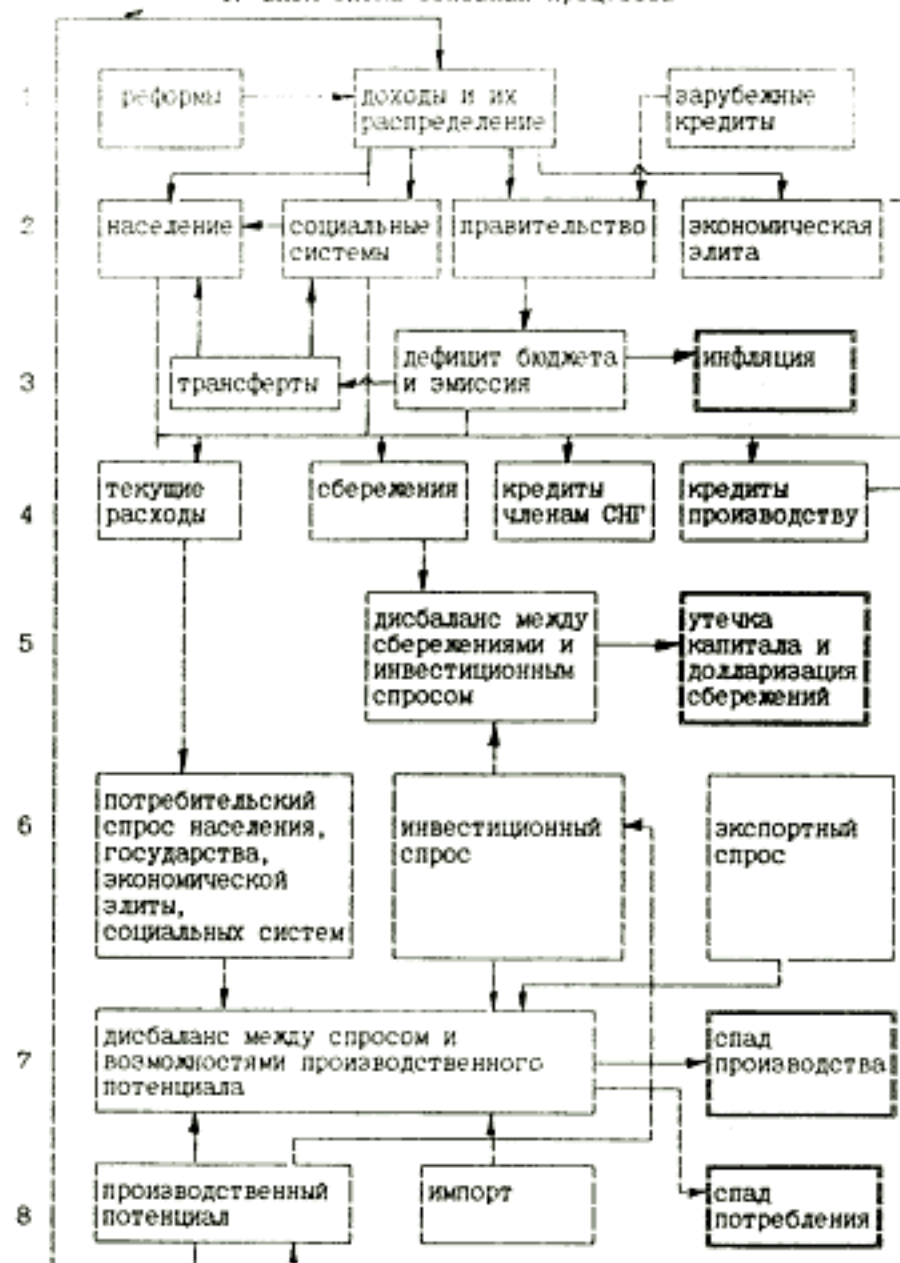 1
реформы
доходы и их
распределение
зарубежные
кредиты
2
население
социальные
системы
правительство
экономическая
элита
3
трансферты
дефицит бюджета
и эмиссия
инфляция
4
текущие
расходы
сбережения
кредиты
членам СНГ
кредиты
производству
5
дисбаланс между
сбережениями и
инвестиционным
спросом
утечка
капитала и
долларизация
сбережений
6
потребительский
спрос населения,
государства,
экономической
элиты,
социальных систем
инвестиционный
спрос
экспортный
спрос
7
дисбаланс между спросом и
возможностями производственного
потенциала
спад
производства
8
производственный
потенциал
импорт
спад
потребления